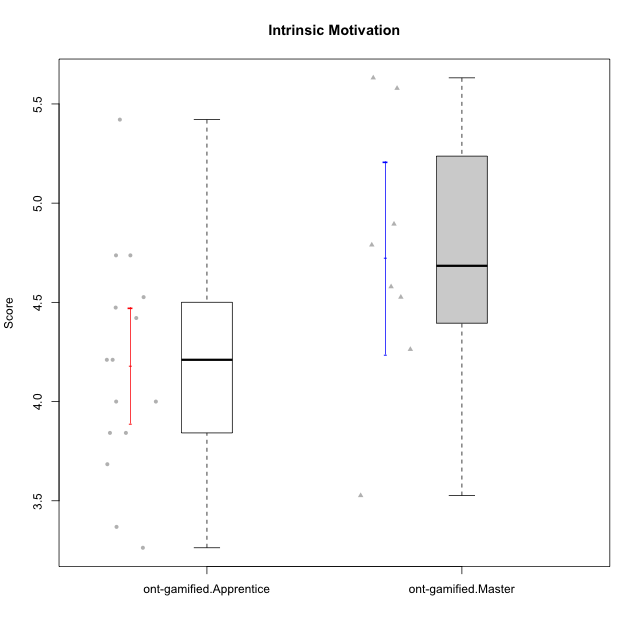 Intrinsic Motivation
Score
5.5
5.0
4.5
4.0
3.5
ont-gamified.Apprentice
ont-gamified.Master